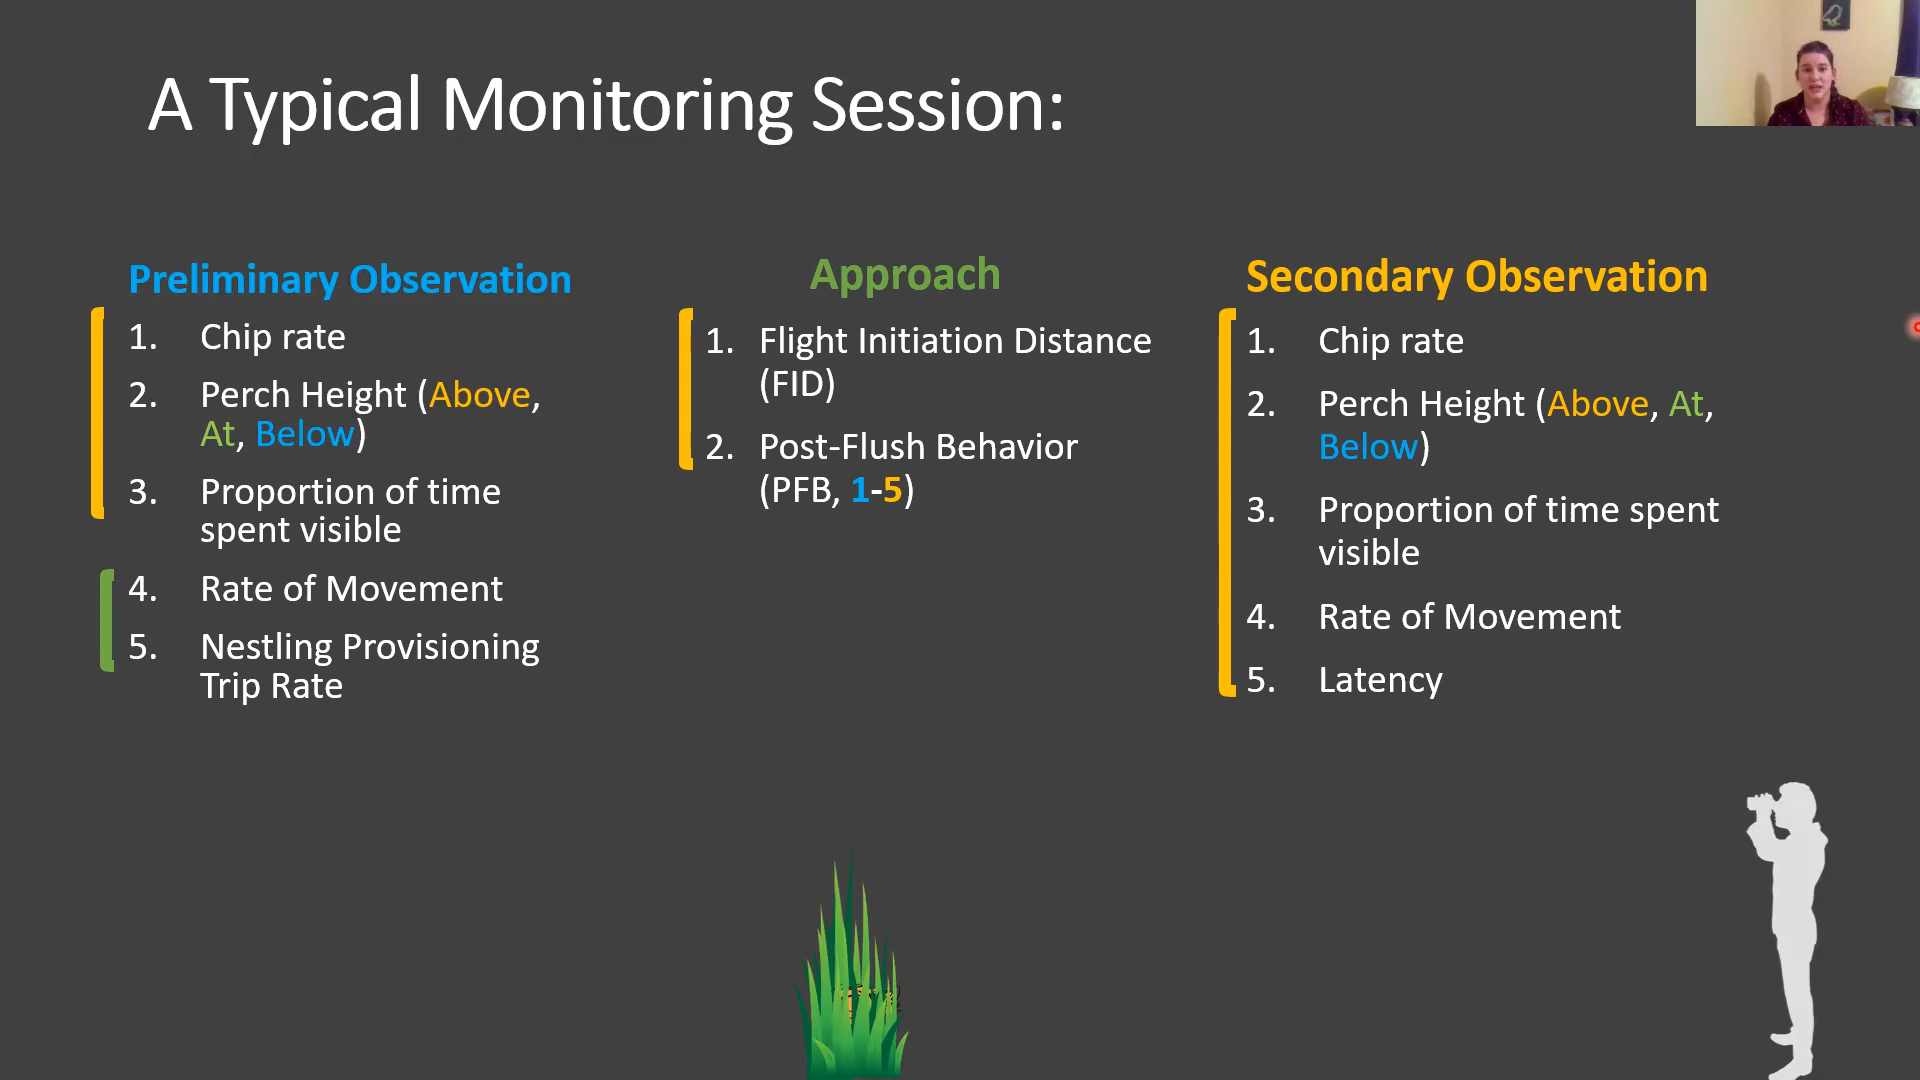 A Typical Monitoring Session:
Preliminary Observation
1. Chip rate
2. Perch Height (Above,
At, Below)
3. Proportion of time
spent visible
4. Rate of Movement
5. Nestling Provisioning
Trip Rate
Approach
1. Flight Initiation Distance
(FID)
2. Post-Flush Behavior
(PFB, 1-5)
Secondary Observation
1. Chip rate
2. Perch Height (Above, At,
Below)
3. Proportion of time spent
visible
4. Rate of Movement
5. Latency